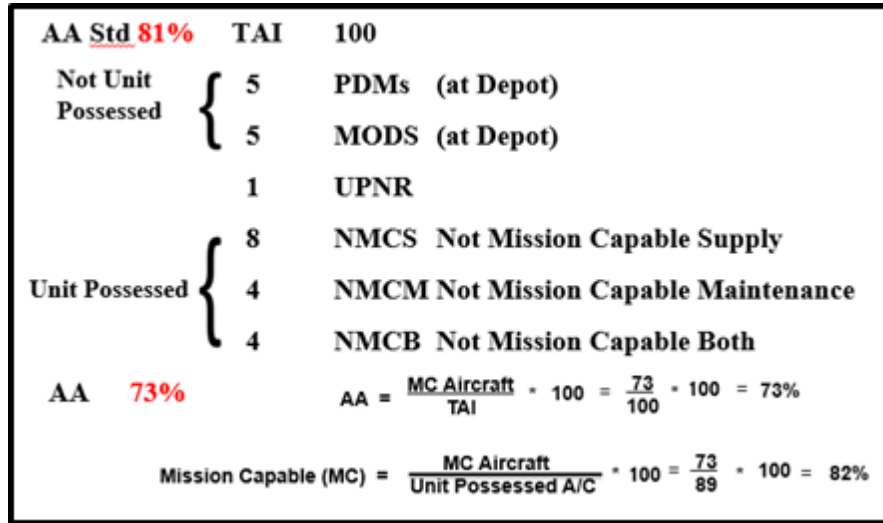 AA Std 81% TAI 100
Not Unit Possessed { 5 PDMs (at Depot)
5 MODS (at Depot)
1 UPNR
Unit Possessed { 8 NMCS Not Mission Capable Supply
4 NMCM Not Mission Capable Maintenance
4 NMCB Not Mission Capable Both
AA 73% AA = MC Aircraft / TAI * 100 = 73 / 100 * 100 = 73%
Mission Capable (MC) = MC Aircraft / Unit Possessed A/C * 100 = 73 / 89 * 100 = 82%